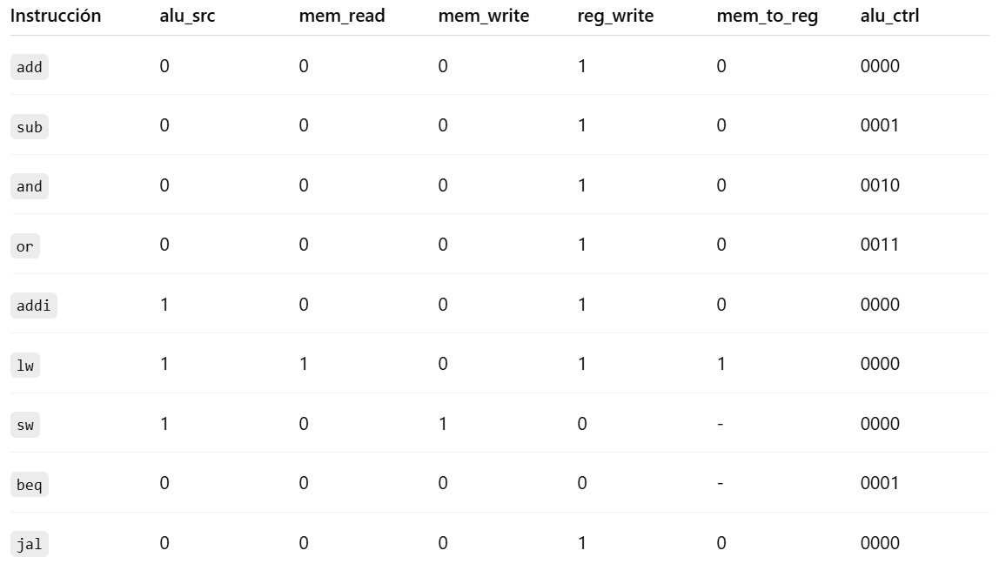 Instrucción alu_src mem_read mem_write reg_write mem_to_reg alu_ctrl
add 0 0 0 1 0 0000
sub 0 0 0 1 0 0001
and 0 0 0 1 0 0010
or 0 0 0 1 0 0011
addi 1 0 0 1 0 0000
lw 1 1 0 1 1 0000
sw 1 0 1 0 - 0000
beq 0 0 0 0 - 0001
jal 0 0 0 1 0 0000